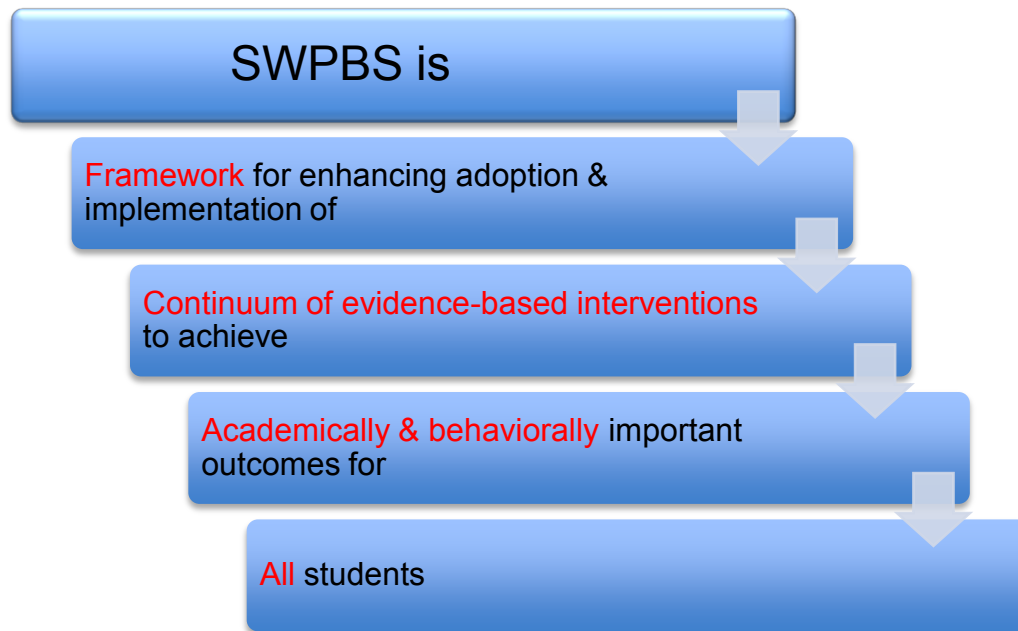 SWPBS is
Framework for enhancing adoption &
implementation of
Continuum of evidence-based interventions
to achieve
Academically & behaviorally important
outcomes for
All students